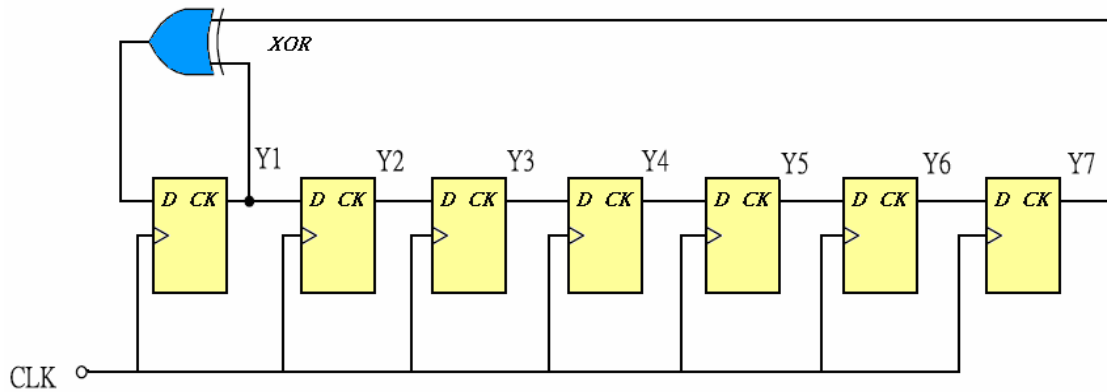 XOR
Y1 Y2 Y3 Y4 Y5 Y6 Y7
D CK D CK D CK D CK D CK D CK D CK
CLK